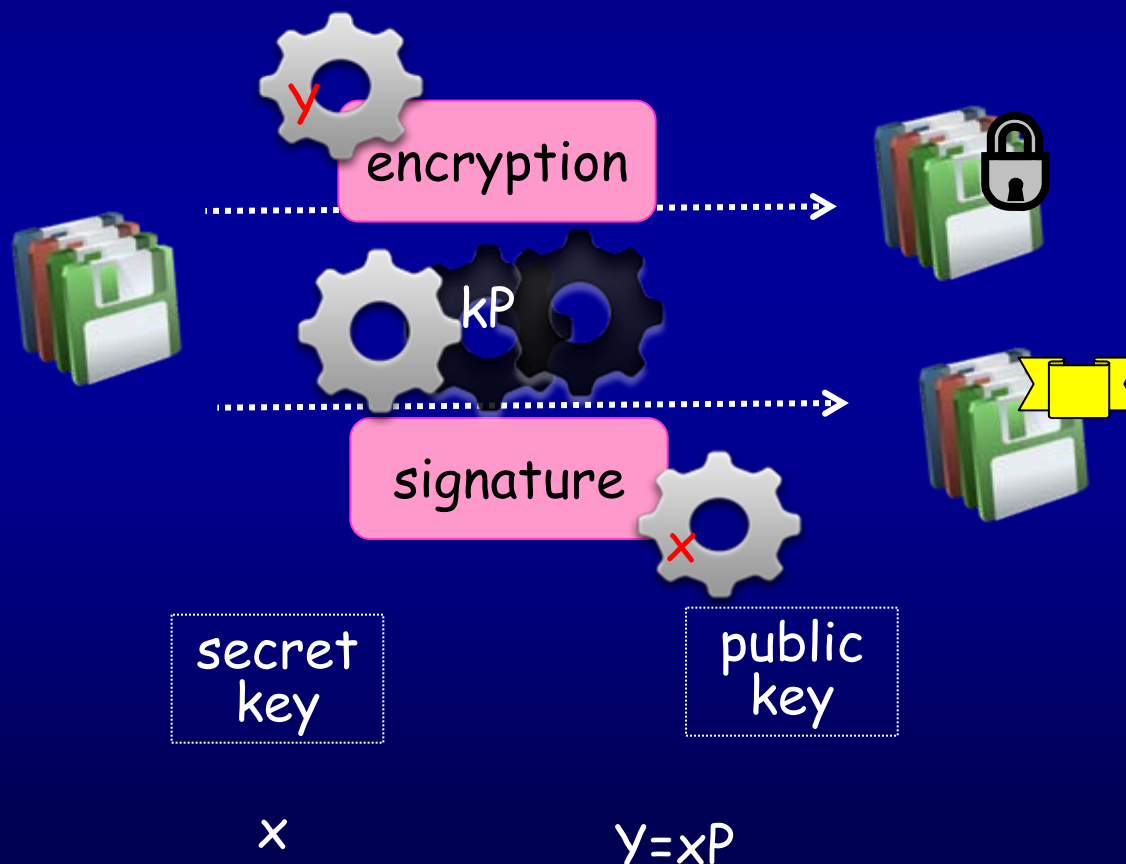 Y
encryption
kP
signature
x
secret
key
public
key
x
Y=xP